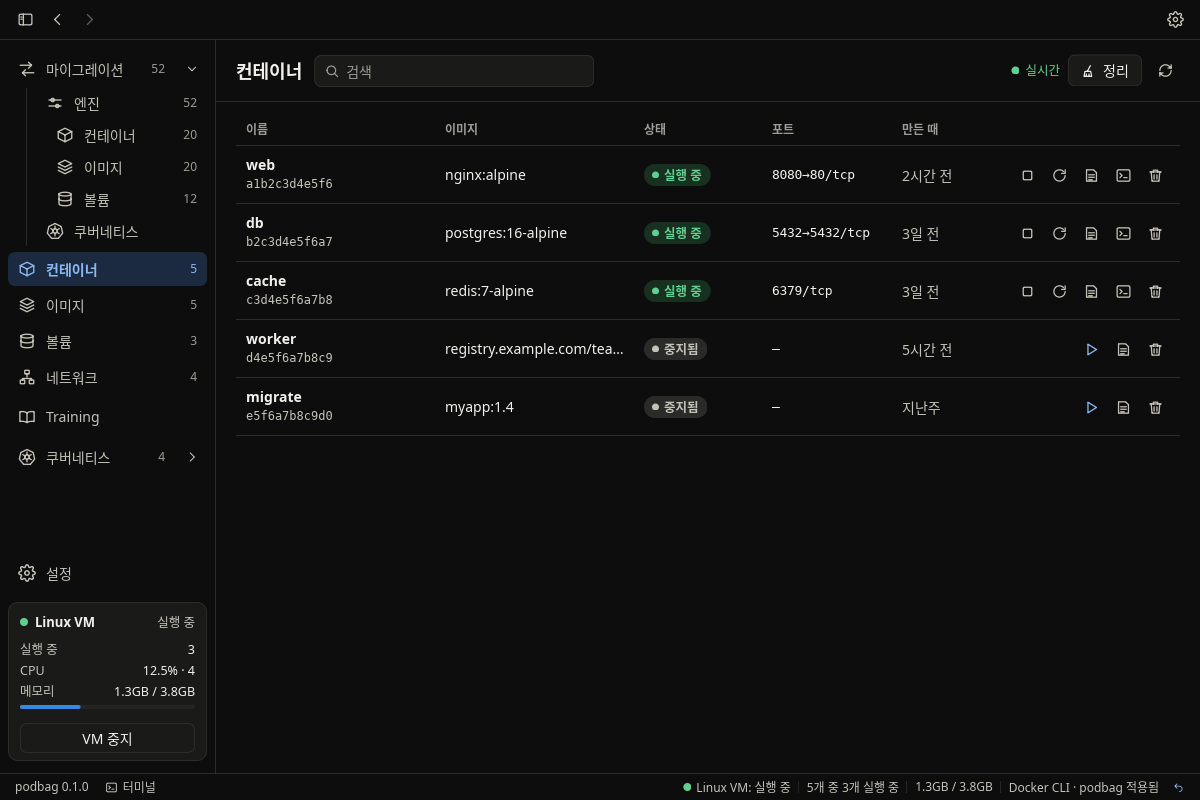 마이그레이션 52
엔진 52
컨테이너 20
이미지 20
볼륨 12
쿠버네티스
컨테이너 5
이미지 5
볼륨 3
네트워크 4
Training
쿠버네티스 4
설정
Linux VM 실행 중
실행 중 3
CPU 12.5% · 4
메모리 1.3GB / 3.8GB
VM 중지
컨테이너 검색 실시간 정리
이름 이미지 상태 포트 만든 때
web
a1b2c3d4e5f6
nginx:alpine 실행 중 8080→80/tcp 2시간 전
db
b2c3d4e5f6a7
postgres:16-alpine 실행 중 5432→5432/tcp 3일 전
cache
c3d4e5f6a7b8
redis:7-alpine 실행 중 6379/tcp 3일 전
worker
d4e5f6a7b8c9
registry.example.com/tea... 중지됨 – 5시간 전
migrate
e5f6a7b8c9d0
myapp:1.4 중지됨 – 지난주
podbag 0.1.0 터미널 Linux VM: 실행 중 5개 중 3개 실행 중 1.3GB / 3.8GB Docker CLI · podbag 적용됨